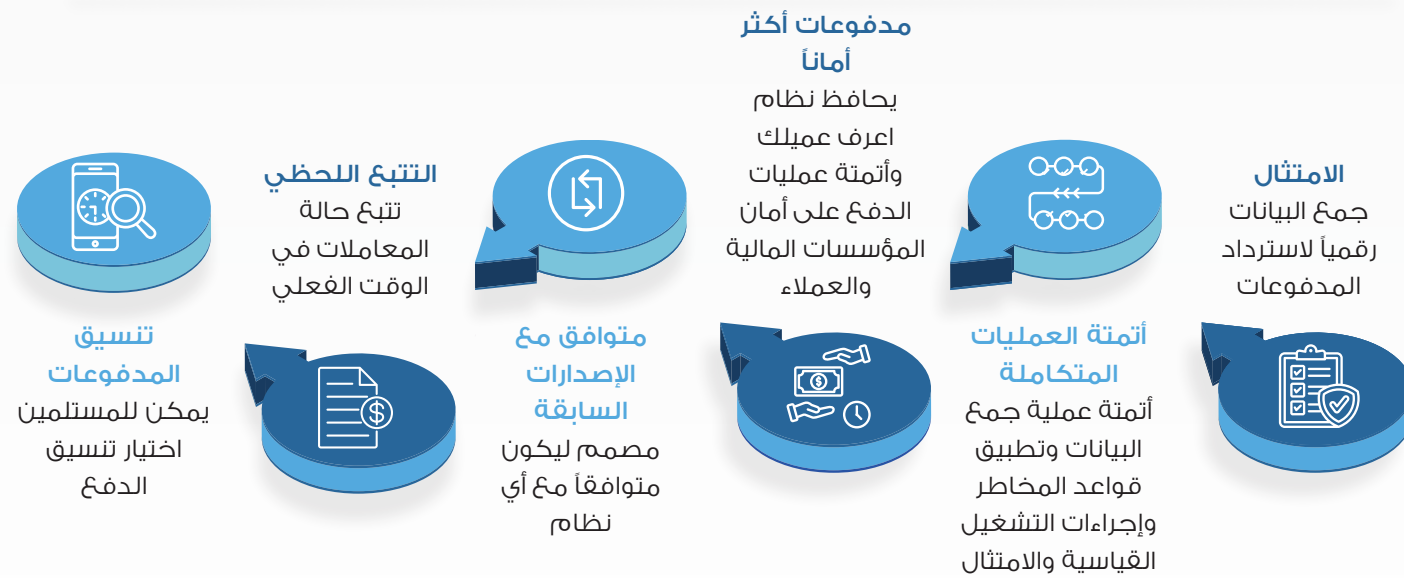 الامتثال
جمع البيانات
رقمياً لاسترداد
المدفوعات
أتمتة العمليات
المتكاملة
أتمتة عملية جمع
البيانات وتطبيق
قواعد المخاطر
وإجراءات التشغيل
القياسية والامتثال
مدفوعات أكثر
أماناً
يحافظ نظام
اعرف عميلك
وأتمتة عمليات
الدفع على أمان
المؤسسات المالية
والعملاء
متوافق مع
الإصدارات
السابقة
مصمم ليكون
متوافقاً مع أي
نظام
التتبع اللحظي
تتبع حالة
المعاملات في
الوقت الفعلي
تنسيق
المدفوعات
يمكن للمستلمين
اختيار تنسيق
الدفع